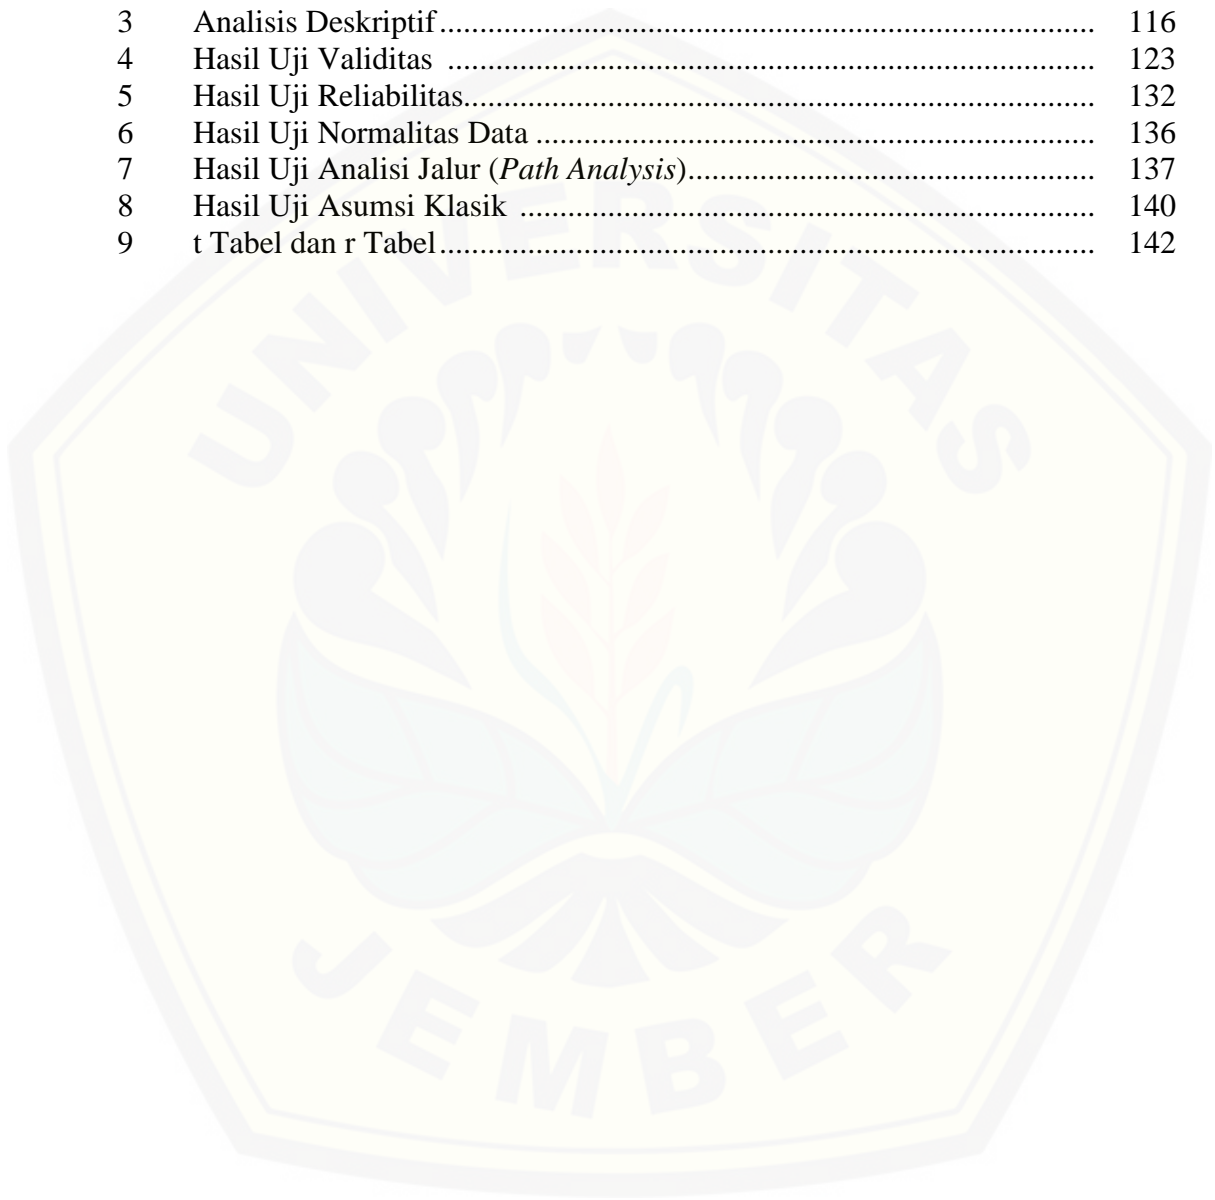 3 Analisis Deskriptif .......... 116
4 Hasil Uji Validitas .......... 123
5 Hasil Uji Reliabilitas .......... 132
6 Hasil Uji Normalitas Data .......... 136
7 Hasil Uji Analisi Jalur (Path Analysis) .......... 137
8 Hasil Uji Asumsi Klasik .......... 140
9 t Tabel dan r Tabel .......... 142
UNIVERSITAS
JEMBER